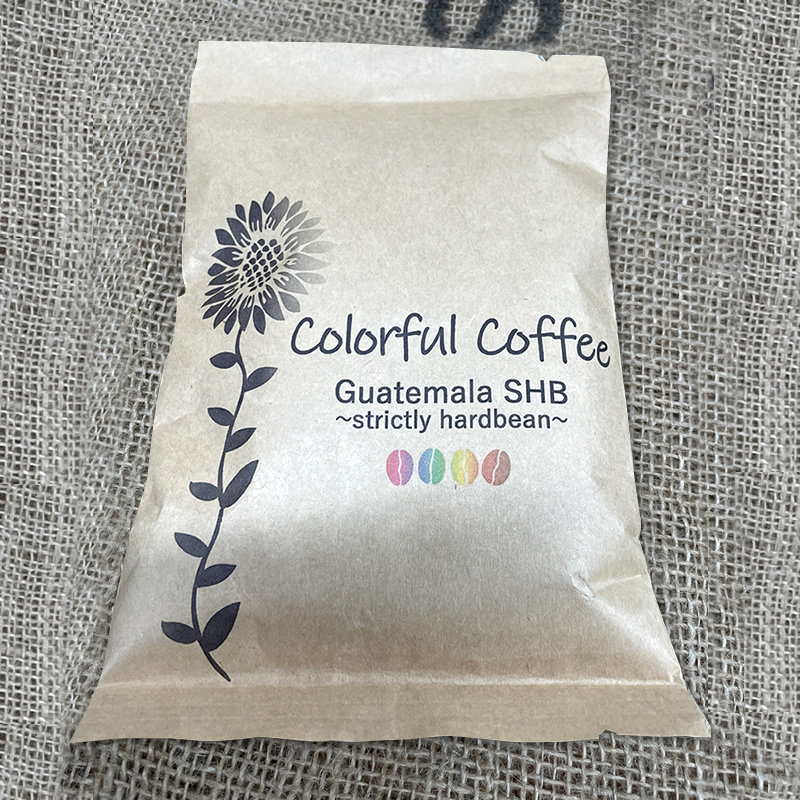 Colorful Coffee
Guatemala SHB
~strictly hardbean~